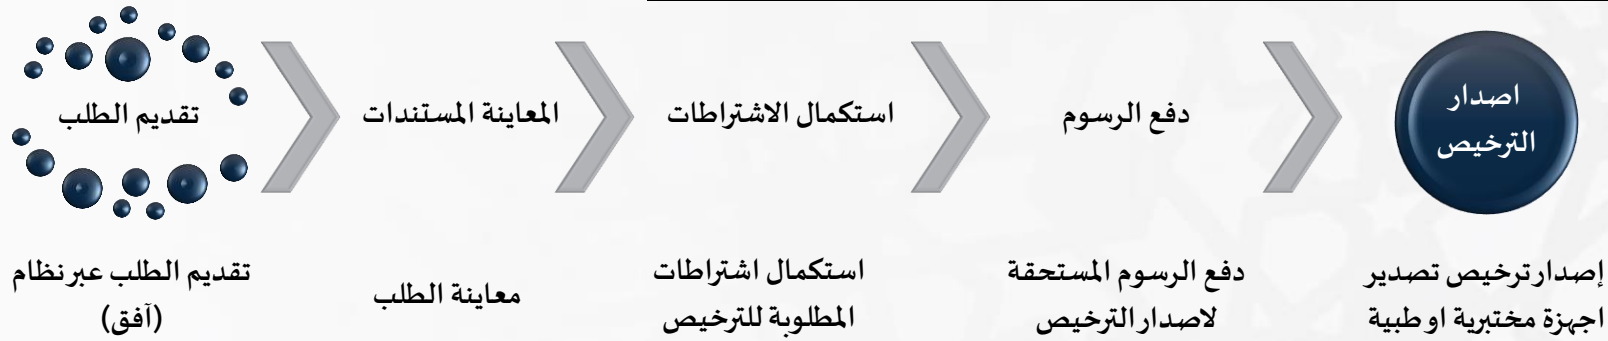 تقديم الطلب
المعاينة المستندات
استكمال الاشتراطات
دفع الرسوم
اصدار
الترخيص
تقديم الطلب عبر نظام
(آفق)
معاينة الطلب
استكمال اشتراطات
المطلوبة للترخيص
دفع الرسوم المستحقة
لاصدار الترخيص
إصدار ترخيص تصدير
اجهزة مختبرية او طبية